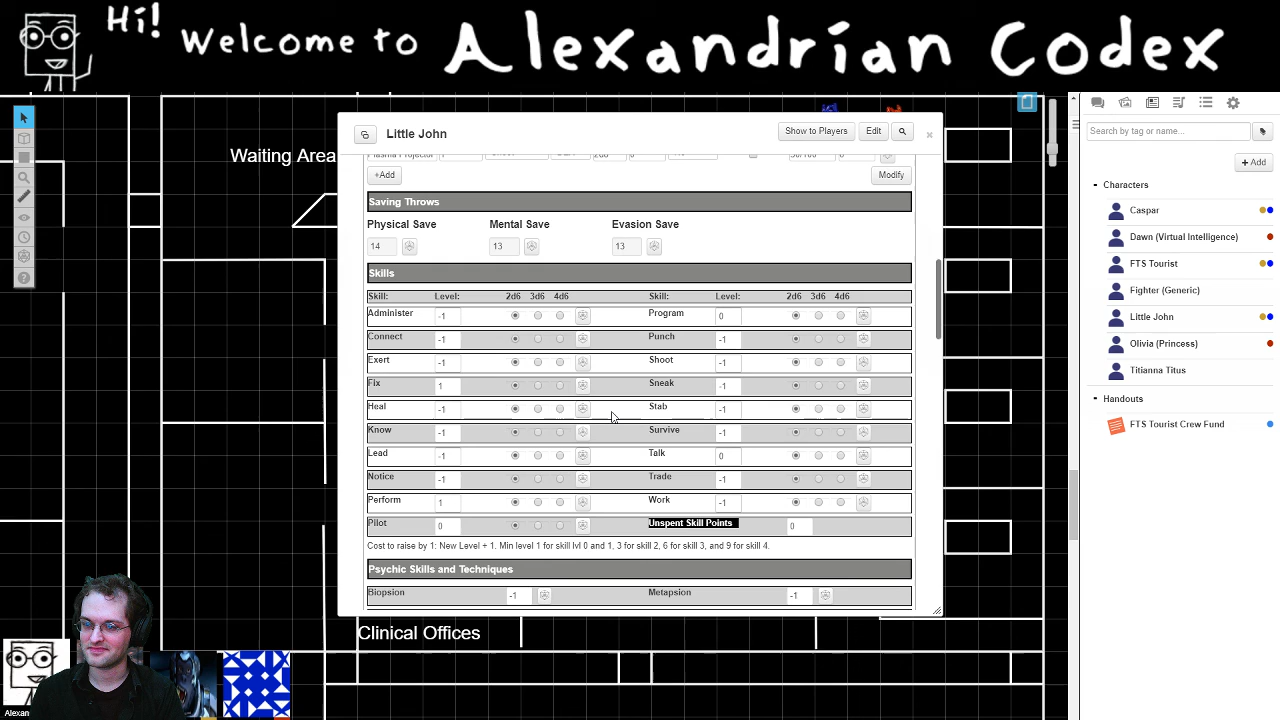 Hi! Welcome to Alexandrian Codex
Waiting Area
Little John
Show to Players
Edit
Plasma Projector 1
2d6
0
0
+Add
Modify
Saving Throws
Physical Save Mental Save Evasion Save
14 13 13
Skills
Skill: Level: 2d6 3d6 4d6 Skill: Level: 2d6 3d6 4d6
Administer -1 Program 0
Connect -1 Punch -1
Exert -1 Shoot -1
Fix 1 Sneak -1
Heal -1 Stab -1
Know -1 Survive -1
Lead -1 Talk 0
Notice -1 Trade -1
Perform 1 Work -1
Pilot 0 Unspent Skill Points 0
Cost to raise by 1: New Level + 1. Min level 1 for skill lvl 0 and 1, 3 for skill 2, 6 for skill 3, and 9 for skill 4.
Psychic Skills and Techniques
Biopsion -1 Metapsion -1
Clinical Offices
Alexan
Search by tag or name...
+ Add
Characters
Caspar
Dawn (Virtual Intelligence)
FTS Tourist
Fighter (Generic)
Little John
Olivia (Princess)
Titianna Titus
Handouts
FTS Tourist Crew Fund